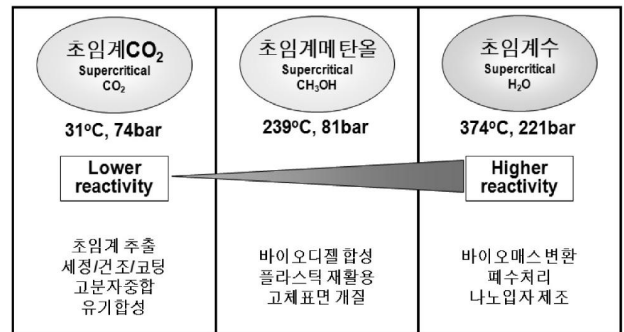 초임계CO₂
Supercritical
CO₂
31ºC, 74bar
초임계메탄올
Supercritical
CH₃OH
239ºC, 81bar
초임계수
Supercritical
H₂O
374ºC, 221bar
Lower
reactivity
Higher
reactivity
초임계 추출
세정/건조/코팅
고분자중합
유기합성
바이오디젤 합성
플라스틱 재활용
고체표면 개질
바이오매스 변환
폐수처리
나노입자 제조